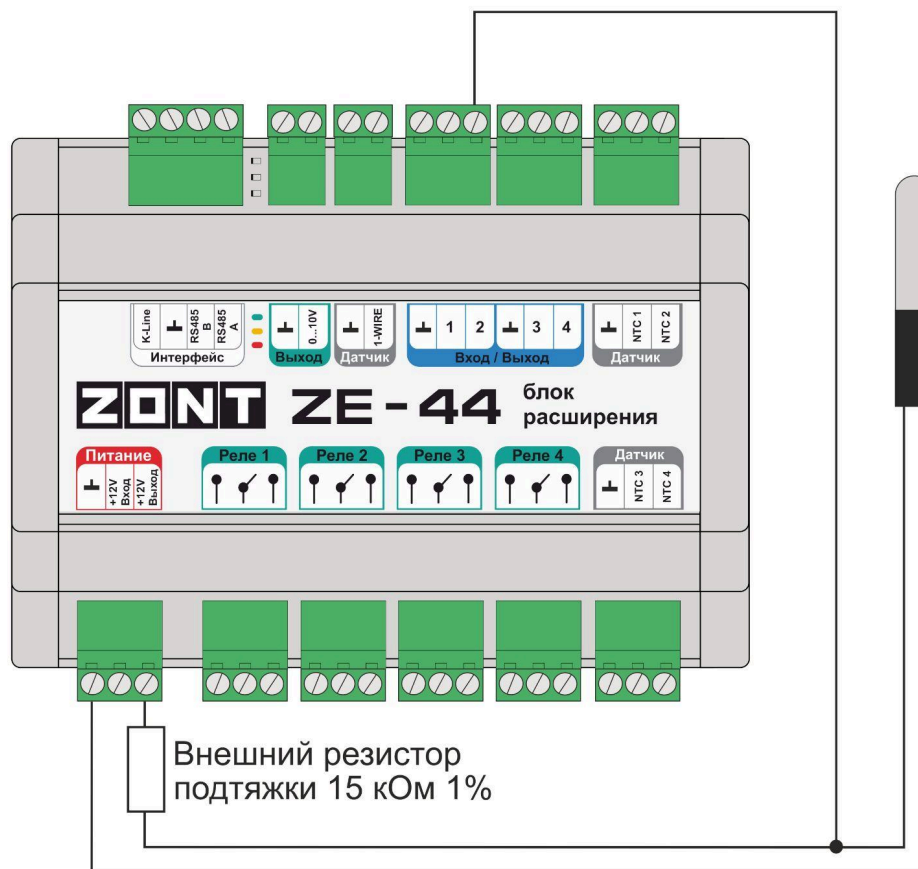 K-Line
⊥
RS485 B
RS485 A
Интерфейс
⊥
0...10V
Выход
⊥
1-WIRE
Датчик
⊥ 1 2 ⊥ 3 4
Вход / Выход
⊥
NTC 1
NTC 2
Датчик
ZONT ZE-44
блок
расширения
Питание
⊥
+12V
Вход
+12V
Выход
Реле 1
Реле 2
Реле 3
Реле 4
Датчик
⊥
NTC 3
NTC 4
Внешний резистор
подтяжки 15 кОм 1%